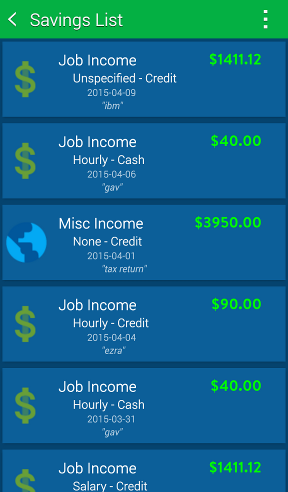 Savings List
Job Income $1411.12
Unspecified - Credit
2015-04-09
"ibm"
Job Income $40.00
Hourly - Cash
2015-04-06
"gav"
Misc Income $3950.00
None - Credit
2015-04-01
"tax return"
Job Income $90.00
Hourly - Credit
2015-04-04
"ezra"
Job Income $40.00
Hourly - Cash
2015-03-31
"gav"
Job Income $1411.12
Salary - Credit